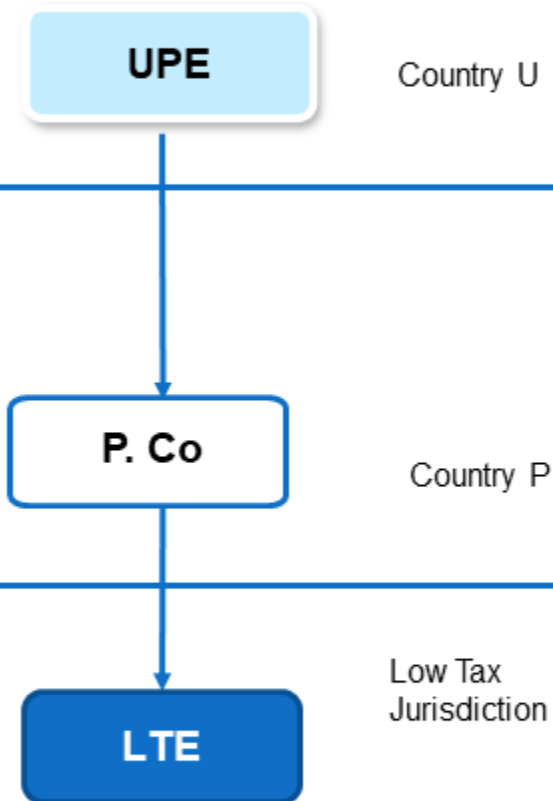 UPE
Country U
P. Co
Country P
Low Tax
Jurisdiction
LTE